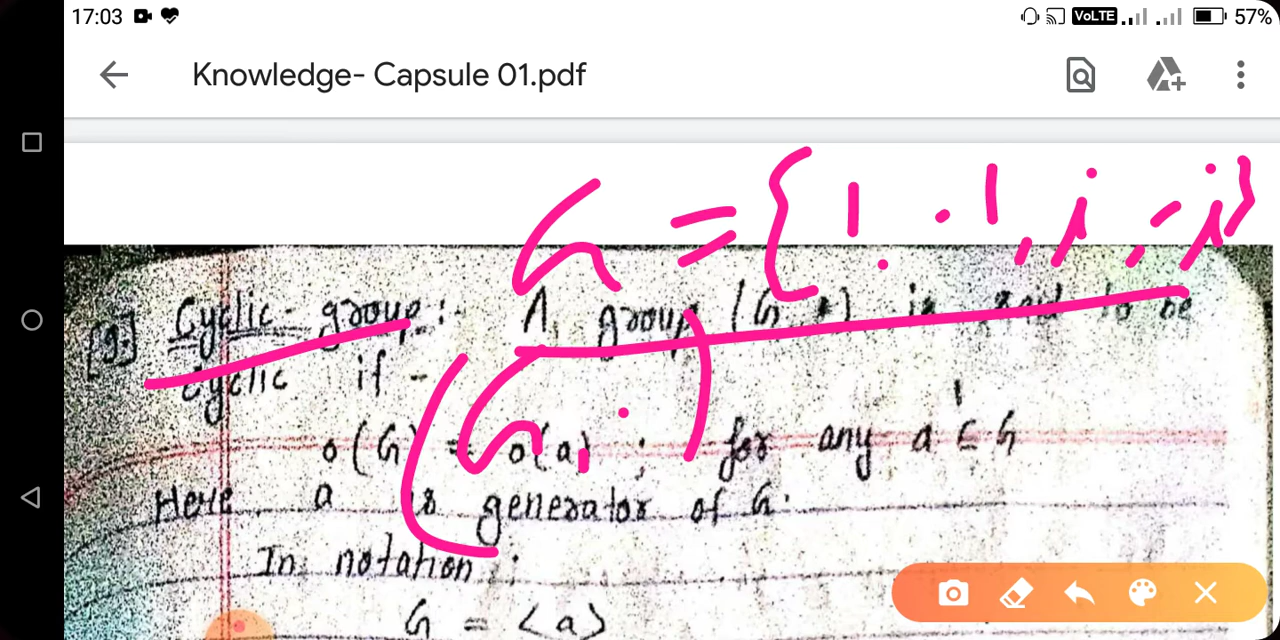 17:03 VoLTE 57%
Knowledge- Capsule 01.pdf
G = {1 . 1, i, -i}
[93] Cyclic- group:- A group (G *) is said to be
cyclic if -
o(G) = o(a) ; for any a ∈ G
(G .)
Here a is generator of G.
In notation :
G = <a>